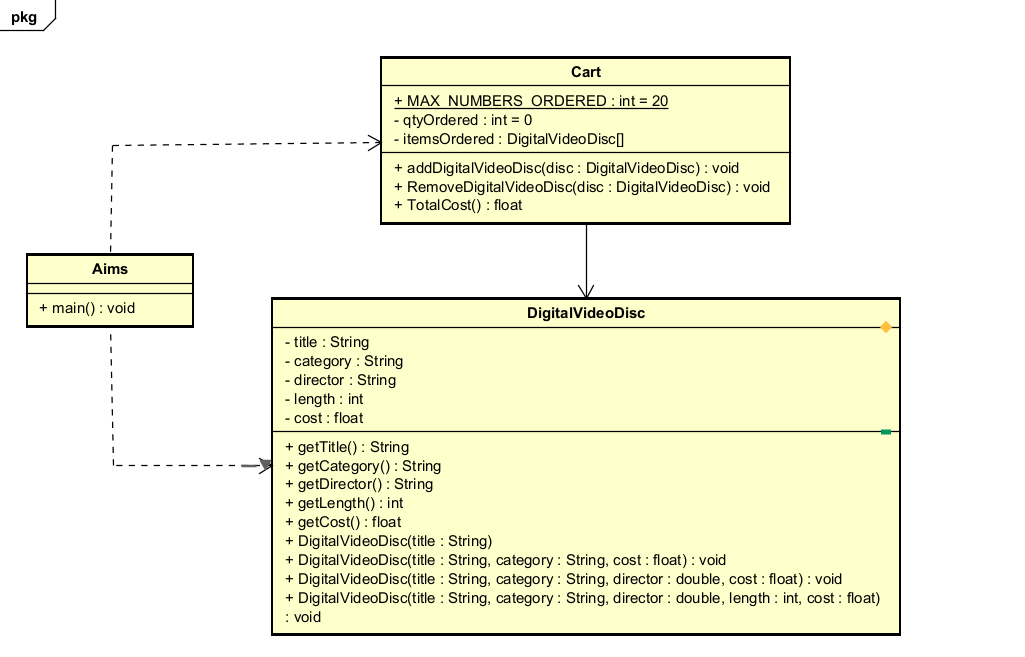 pkg
Cart
+ MAX_NUMBERS_ORDERED : int = 20
- qtyOrdered : int = 0
- itemsOrdered : DigitalVideoDisc[]
+ addDigitalVideoDisc(disc : DigitalVideoDisc) : void
+ RemoveDigitalVideoDisc(disc : DigitalVideoDisc) : void
+ TotalCost() : float
Aims
+ main() : void
DigitalVideoDisc
- title : String
- category : String
- director : String
- length : int
- cost : float
+ getTitle() : String
+ getCategory() : String
+ getDirector() : String
+ getLength() : int
+ getCost() : float
+ DigitalVideoDisc(title : String)
+ DigitalVideoDisc(title : String, category : String, cost : float) : void
+ DigitalVideoDisc(title : String, category : String, director : double, cost : float) : void
+ DigitalVideoDisc(title : String, category : String, director : double, length : int, cost : float)
: void